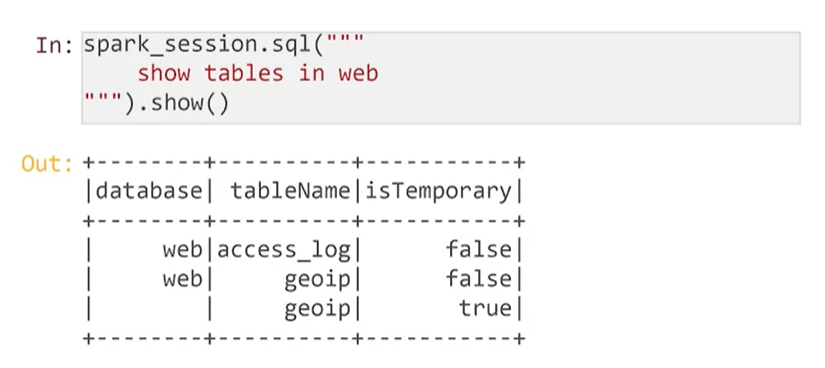 In: spark_session.sql("""
    show tables in web
""").show()
Out: +--------+----------+-----------+
|database| tableName|isTemporary|
+--------+----------+-----------+
|     web|access_log|      false|
|     web|     geoip|      false|
|        |     geoip|       true|
+--------+----------+-----------+